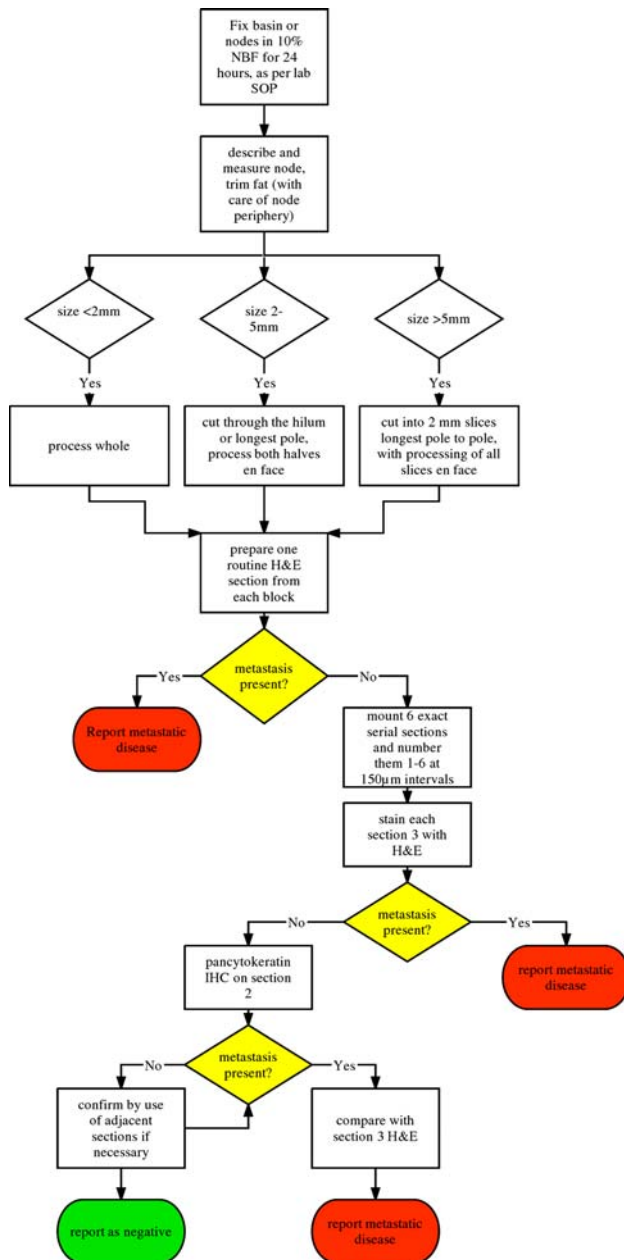 Fix basin or
nodes in 10%
NBF for 24
hours, as per lab
SOP
describe and
measure node,
trim fat (with
care of node
periphery)
size <2mm
size 2-
5mm
size >5mm
Yes
Yes
Yes
process whole
cut through the hilum
or longest pole,
process both halves
en face
cut into 2 mm slices
longest pole to pole,
with processing of all
slices en face
prepare one
routine H&E
section from
each block
metastasis
present?
Yes
No
Report metastatic
disease
mount 6 exact
serial sections
and number
them 1-6 at
150µm intervals
stain each
section 3 with
H&E
metastasis
present?
No
Yes
pancytokeratin
IHC on section
2
report metastatic
disease
metastasis
present?
No
Yes
confirm by use
of adjacent
sections if
necessary
compare with
section 3 H&E
report as negative
report metastatic
disease